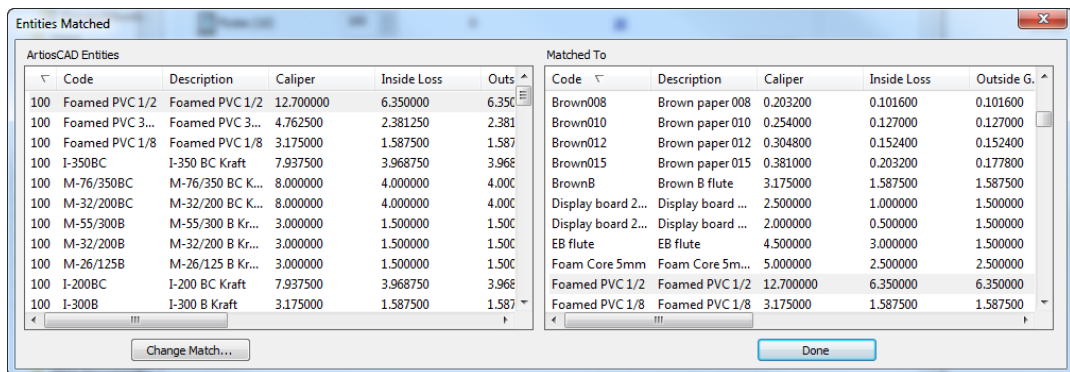 Entities Matched
ArtiosCAD Entities
Code Description Caliper Inside Loss Outs
100 Foamed PVC 1/2 Foamed PVC 1/2 12.700000 6.350000 6.350
100 Foamed PVC 3... Foamed PVC 3... 4.762500 2.381250 2.381
100 Foamed PVC 1/8 Foamed PVC 1/8 3.175000 1.587500 1.587
100 I-350BC I-350 BC Kraft 7.937500 3.968750 3.968
100 M-76/350BC M-76/350 BC K... 8.000000 4.000000 4.000
100 M-32/200BC M-32/200 BC K... 8.000000 4.000000 4.000
100 M-55/300B M-55/300 B Kr... 3.000000 1.500000 1.500
100 M-32/200B M-32/200 B Kr... 3.000000 1.500000 1.500
100 M-26/125B M-26/125 B Kr... 3.000000 1.500000 1.500
100 I-200BC I-200 BC Kraft 7.937500 3.968750 3.968
100 I-300B I-300 B Kraft 3.175000 1.587500 1.587
Change Match...
Matched To
Code Description Caliper Inside Loss Outside G.
Brown008 Brown paper 008 0.203200 0.101600 0.101600
Brown010 Brown paper 010 0.254000 0.127000 0.127000
Brown012 Brown paper 012 0.304800 0.152400 0.152400
Brown015 Brown paper 015 0.381000 0.203200 0.177800
BrownB Brown B flute 3.175000 1.587500 1.587500
Display board 2... Display board ... 2.500000 1.000000 1.500000
Display board 2... Display board ... 2.000000 0.500000 1.500000
EB flute EB flute 4.500000 3.000000 1.500000
Foam Core 5mm Foam Core 5m... 5.000000 2.500000 2.500000
Foamed PVC 1/2 Foamed PVC 1/2 12.700000 6.350000 6.350000
Foamed PVC 1/8 Foamed PVC 1/8 3.175000 1.587500 1.587500
Done